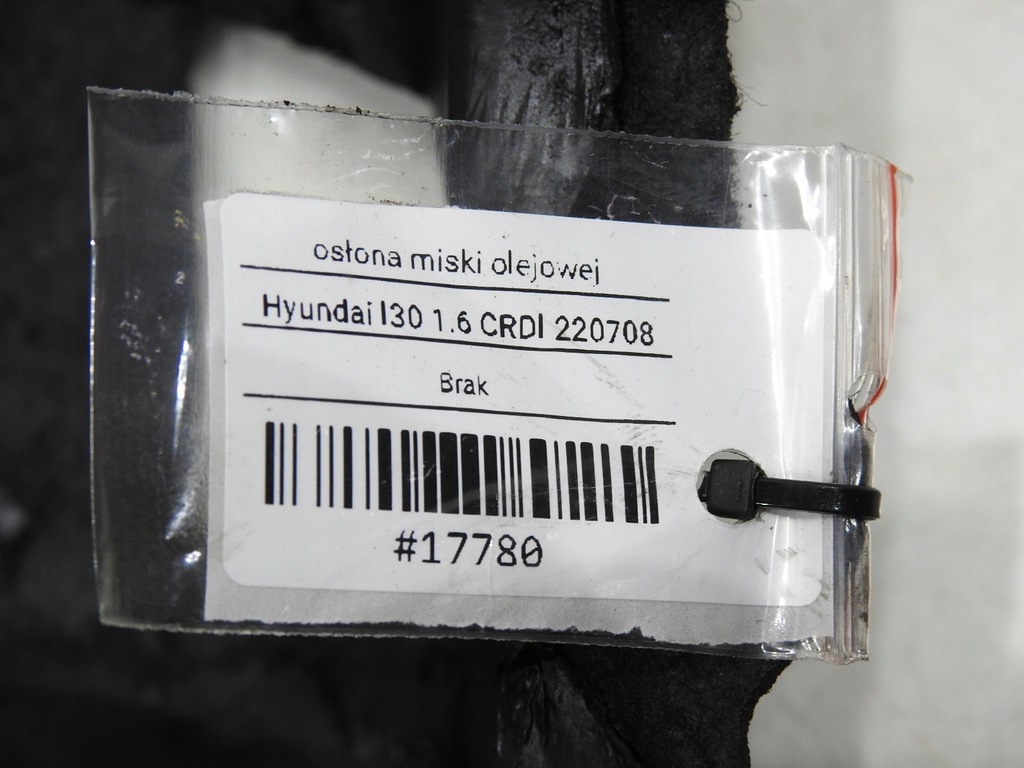 osłona miski olejowej
Hyundai I30 1.6 CRDI 220708
Brak
#17780